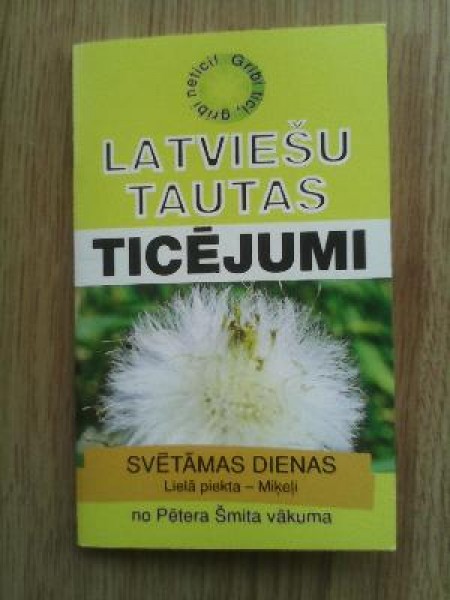 Gribi tici, gribi netici!
LATVIEŠU
TAUTAS
TICĒJUMI
SVĒTĀMAS DIENAS
Lielā piekta – Miķeļi
no Pētera Šmita vākuma